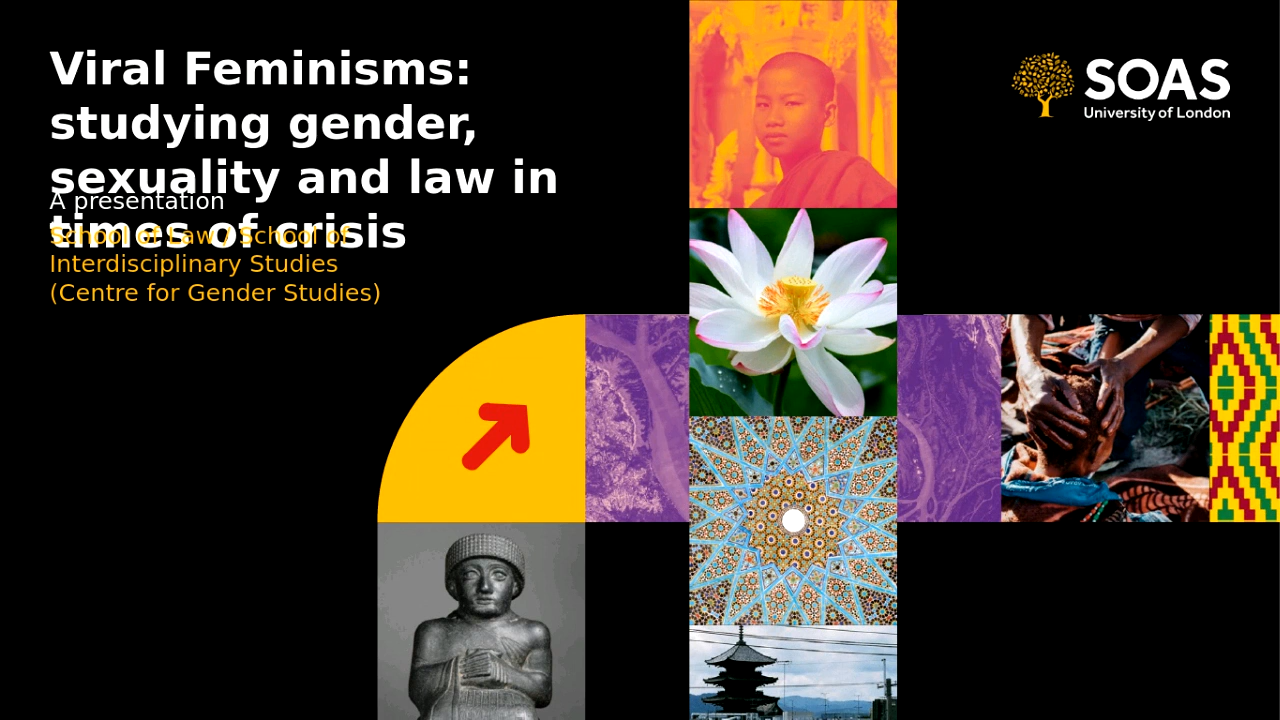 Viral Feminisms:
studying gender,
sexuality and law in
times of crisis
A presentation
School of Law / School of
Interdisciplinary Studies
(Centre for Gender Studies)
SOAS
University of London